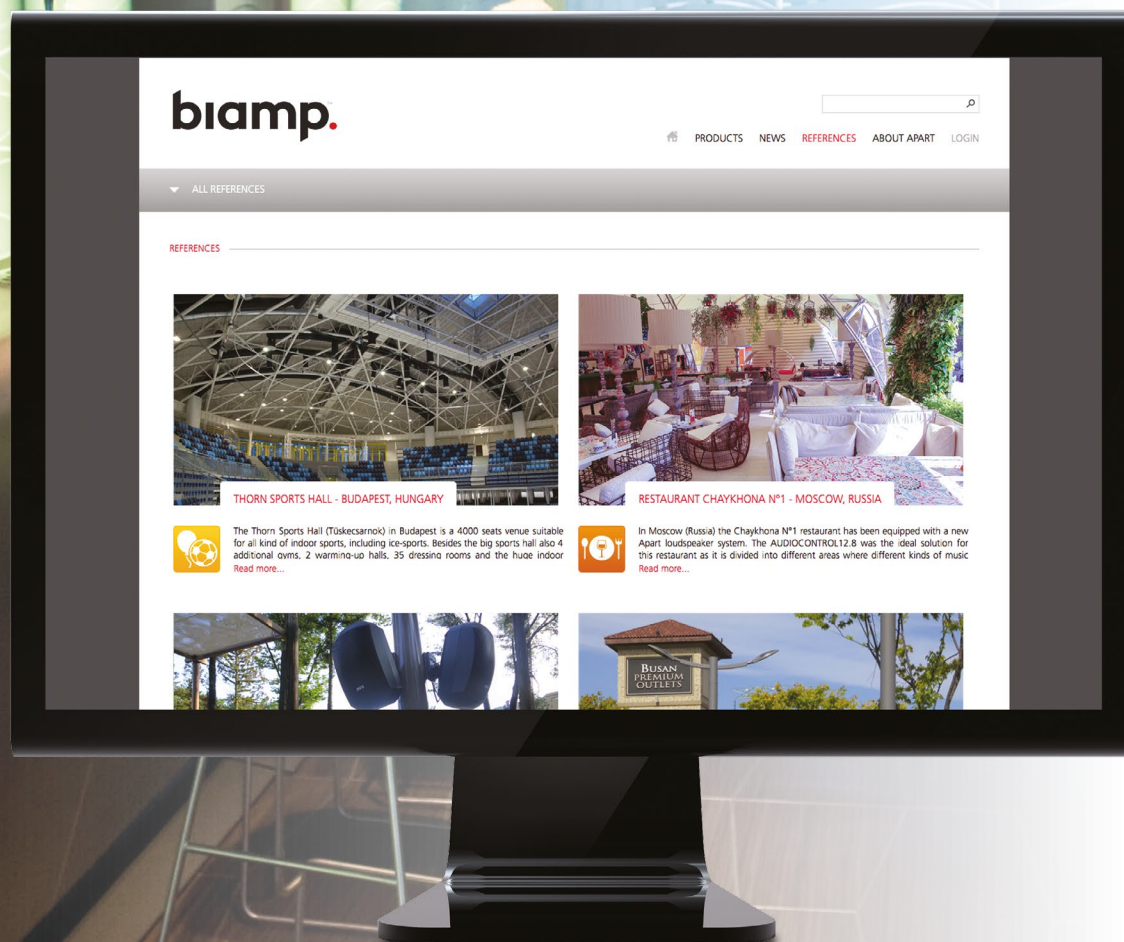 biamp.
PRODUCTS NEWS REFERENCES ABOUT APART LOGIN
ALL REFERENCES
REFERENCES
THORN SPORTS HALL - BUDAPEST, HUNGARY
The Thorn Sports Hall (Tüskecsarnok) in Budapest is a 4000 seats venue suitable
for all kind of indoor sports, including ice-sports. Besides the big sports hall also 4
additional gyms, 2 warming-up halls, 35 dressing rooms and the huge indoor
Read more...
RESTAURANT CHAYKHONA N°1 - MOSCOW, RUSSIA
In Moscow (Russia) the Chaykhona N°1 restaurant has been equipped with a new
Apart loudspeaker system. The AUDIOCONTROL12.8 was the ideal solution for
this restaurant as it is divided into different areas where different kinds of music
Read more...
BUSAN
PREMIUM
OUTLETS